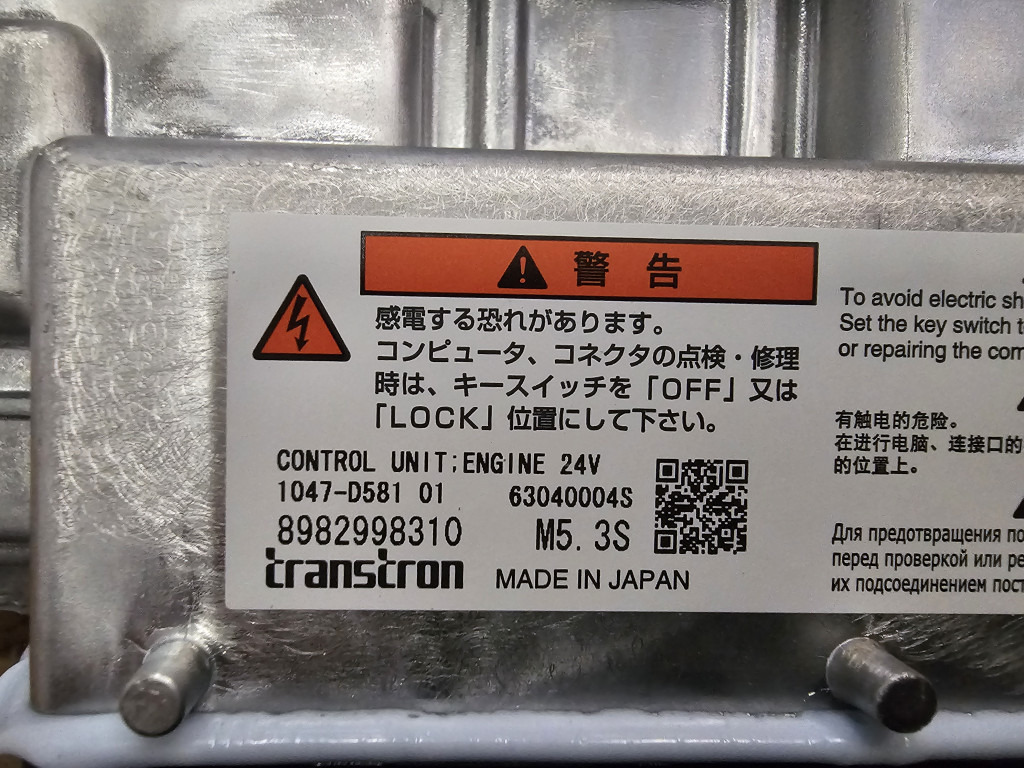 警告
感電する恐れがあります。
コンピュータ、コネクタの点検・修理
時は、キースイッチを「OFF」又は
「LOCK」位置にして下さい。
CONTROL UNIT;ENGINE 24V
1047-D581 01 63040004S
8982998310 M5.3S
transtron MADE IN JAPAN
To avoid electric
Set the key switch
or repairing the
有触电的危险。
在进行电脑、连接口的
的位置上。
Для предотвращения
перед проверкой или
их подсоединением